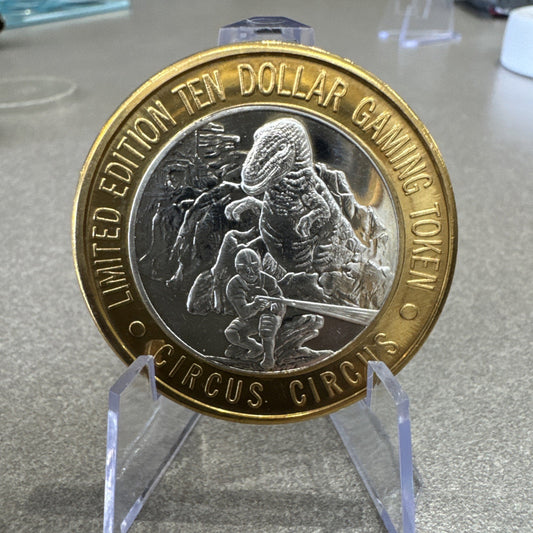 LIMITED EDITION TEN DOLLAR GAMING TOKEN
CIRCUS CIRCUS